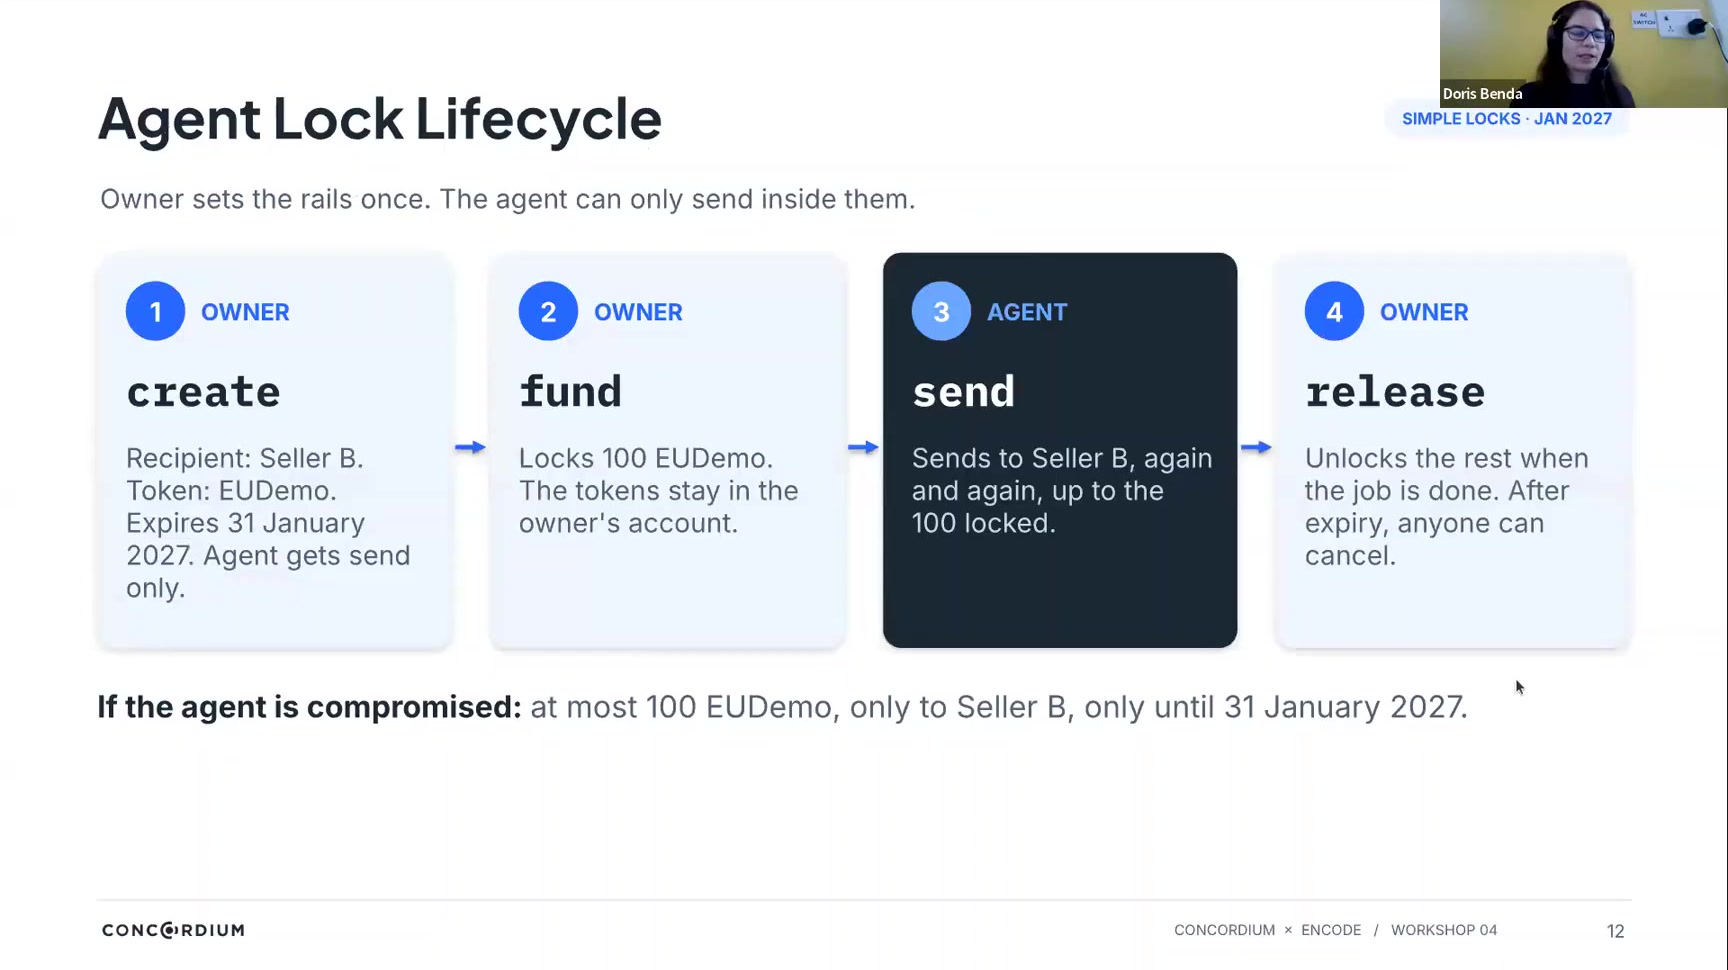 AC
SWITCH
Doris Benda
Agent Lock Lifecycle
SIMPLE LOCKS · JAN 2027
Owner sets the rails once. The agent can only send inside them.
1 OWNER
create
Recipient: Seller B.
Token: EUDemo.
Expires 31 January
2027. Agent gets send
only.
2 OWNER
fund
Locks 100 EUDemo.
The tokens stay in the
owner's account.
3 AGENT
send
Sends to Seller B, again
and again, up to the
100 locked.
4 OWNER
release
Unlocks the rest when
the job is done. After
expiry, anyone can
cancel.
If the agent is compromised: at most 100 EUDemo, only to Seller B, only until 31 January 2027.
CONCORDIUM
CONCORDIUM × ENCODE / WORKSHOP 04
12